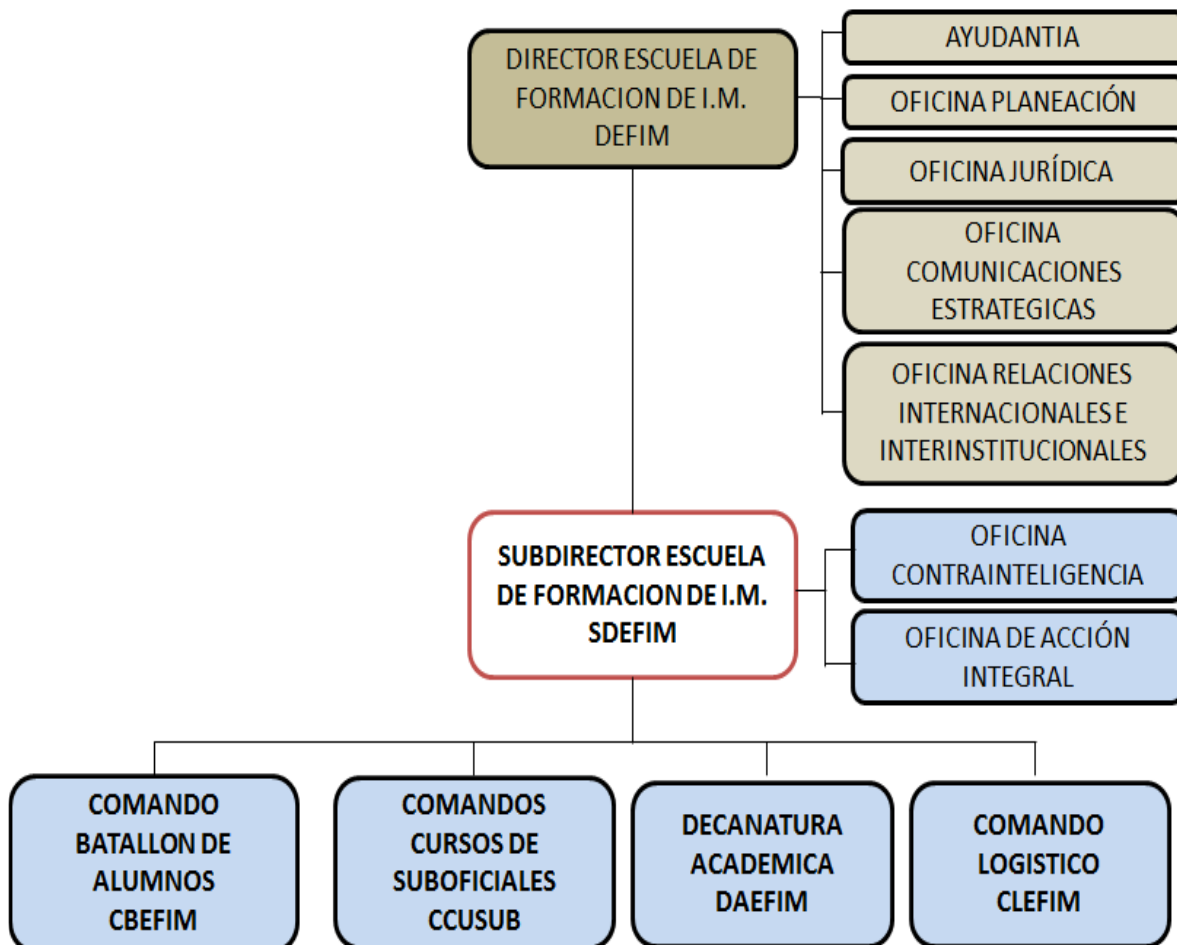 DIRECTOR ESCUELA DE
FORMACION DE I.M.
DEFIM
AYUDANTIA
OFICINA PLANEACIÓN
OFICINA JURÍDICA
OFICINA
COMUNICACIONES
ESTRATEGICAS
OFICINA RELACIONES
INTERNACIONALES E
INTERINSTITUCIONALES
SUBDIRECTOR ESCUELA
DE FORMACION DE I.M.
SDEFIM
OFICINA
CONTRAINTELIGENCIA
OFICINA DE ACCIÓN
INTEGRAL
COMANDO
BATALLON DE
ALUMNOS
CBEFIM
COMANDOS
CURSOS DE
SUBOFICIALES
CCUSUB
DECANATURA
ACADEMICA
DAEFIM
COMANDO
LOGISTICO
CLEFIM